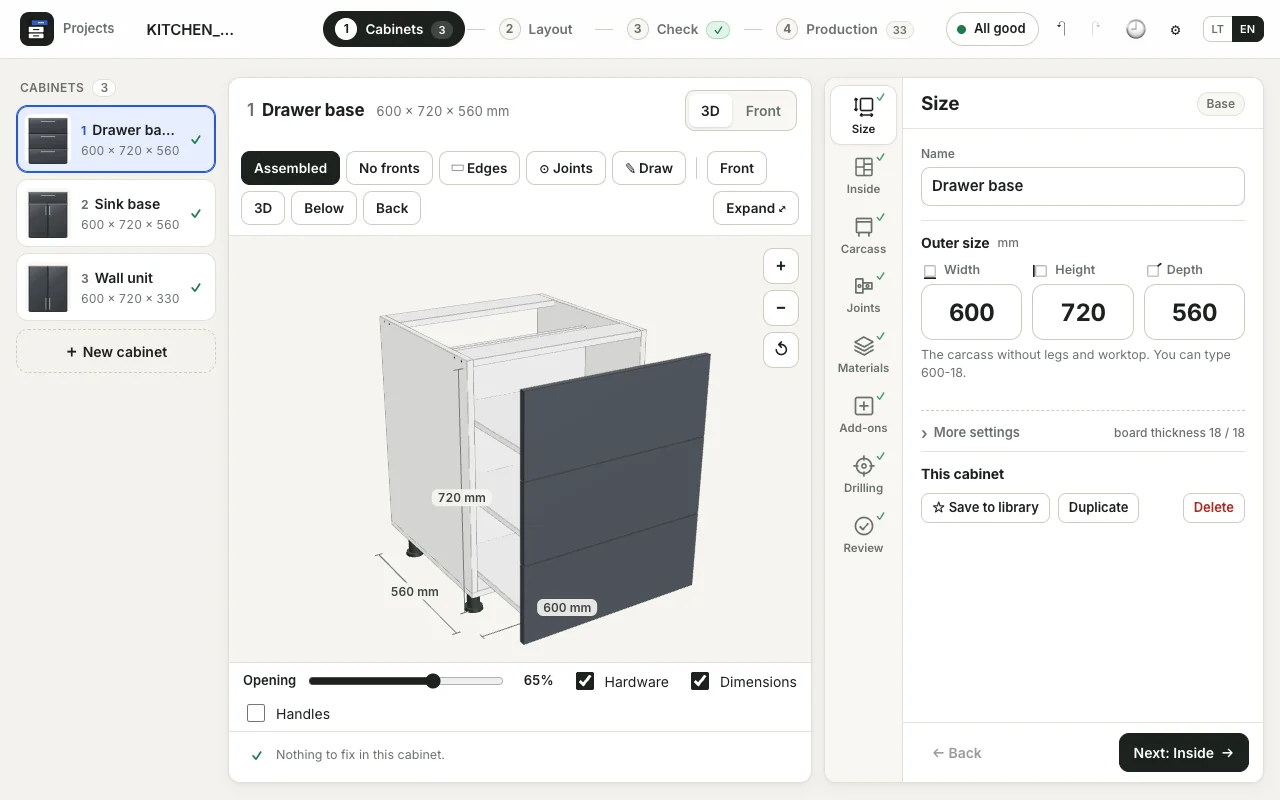 Projects
KITCHEN_...
1 Cabinets 3
2 Layout
3 Check ✓
4 Production 33
All good
LT EN
CABINETS 3
1 Drawer ba...
600 × 720 × 560
2 Sink base
600 × 720 × 560
3 Wall unit
600 × 720 × 330
+ New cabinet
1 Drawer base 600 × 720 × 560 mm
3D Front
Assembled No fronts Edges Joints Draw Front
3D Below Back Expand
+
−
720 mm
560 mm
600 mm
Opening 65% Hardware Dimensions
Handles
Nothing to fix in this cabinet.
Size
Inside
Carcass
Joints
Materials
Add-ons
Drilling
Review
Size Base
Name
Drawer base
Outer size mm
Width Height Depth
600 720 560
The carcass without legs and worktop. You can type
600-18.
› More settings board thickness 18 / 18
This cabinet
☆ Save to library Duplicate Delete
← Back Next: Inside →